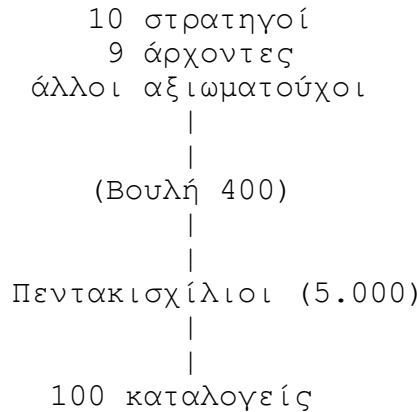 10 στρατηγοί
9 άρχοντες
άλλοι αξιωματούχοι
(Βουλή 400)
Πεντακισχίλιοι (5.000)
100 καταλογείς